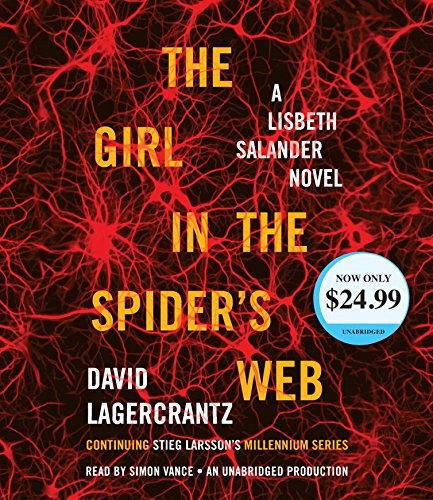 THE
GIRL
IN THE
SPIDER'S
WEB
A
LISBETH
SALANDER
NOVEL
NOW ONLY
$24.99
UNABRIDGED
DAVID
LAGERCRANTZ
CONTINUING STIEG LARSSON'S MILLENNIUM SERIES
READ BY SIMON VANCE • AN UNABRIDGED PRODUCTION